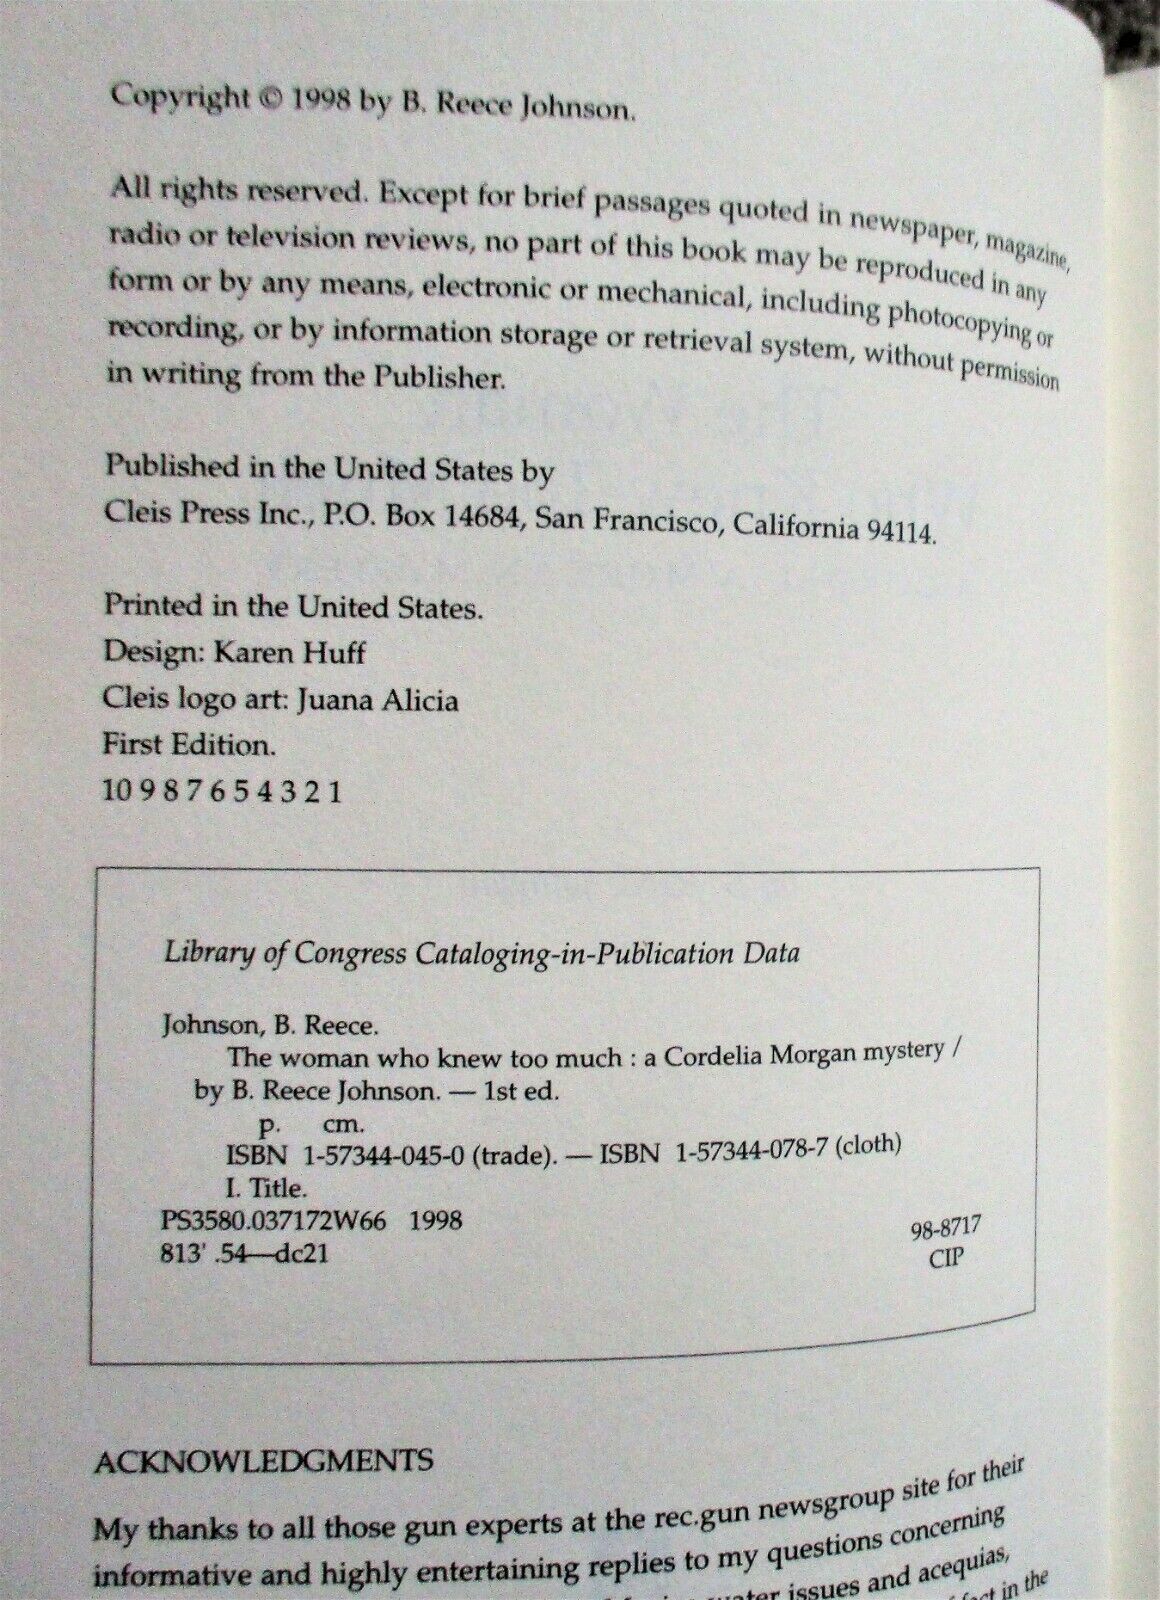 Copyright © 1998 by B. Reece Johnson.
All rights reserved. Except for brief passages quoted in newspaper, magazine,
radio or television reviews, no part of this book may be reproduced in any
form or by any means, electronic or mechanical, including photocopying or
recording, or by information storage or retrieval system, without permission
in writing from the Publisher.
Published in the United States by
Cleis Press Inc., P.O. Box 14684, San Francisco, California 94114.
Printed in the United States.
Design: Karen Huff
Cleis logo art: Juana Alicia
First Edition.
10 9 8 7 6 5 4 3 2 1
Library of Congress Cataloging-in-Publication Data
Johnson, B. Reece.
The woman who knew too much : a Cordelia Morgan mystery /
by B. Reece Johnson. — 1st ed.
p. cm.
ISBN 1-57344-045-0 (trade). — ISBN 1-57344-078-7 (cloth)
I. Title.
PS3580.037172W66 1998
813' .54—dc21
98-8717
CIP
ACKNOWLEDGMENTS
My thanks to all those gun experts at the rec.gun newsgroup site for their
informative and highly entertaining replies to my questions concerning
water issues and acequias,
in the